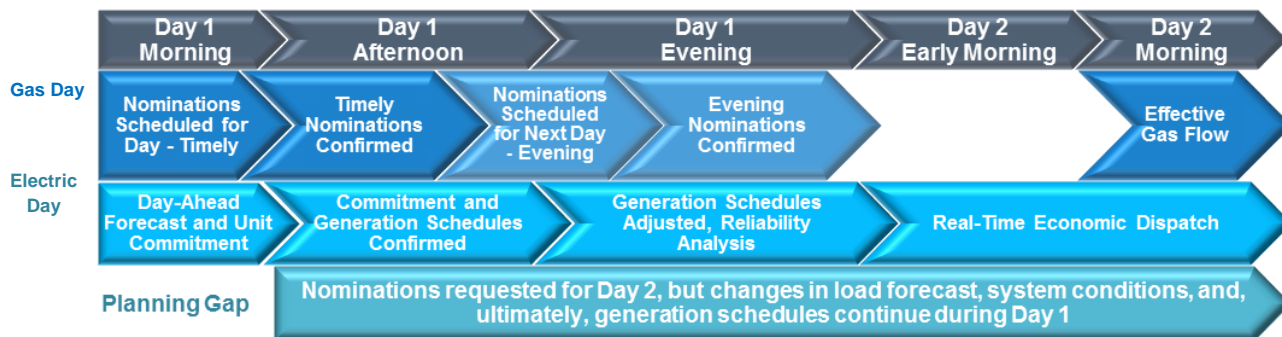 Day 1
Morning
Day 1
Afternoon
Day 1
Evening
Day 2
Early Morning
Day 2
Morning
Gas Day
Nominations
Scheduled for
Day - Timely
Timely
Nominations
Confirmed
Nominations
Scheduled
for Next Day
- Evening
Evening
Nominations
Confirmed
Effective
Gas Flow
Electric
Day
Day-Ahead
Forecast and Unit
Commitment
Commitment and
Generation Schedules
Confirmed
Generation Schedules
Adjusted, Reliability
Analysis
Real-Time Economic Dispatch
Planning Gap
Nominations requested for Day 2, but changes in load forecast, system conditions, and,
ultimately, generation schedules continue during Day 1